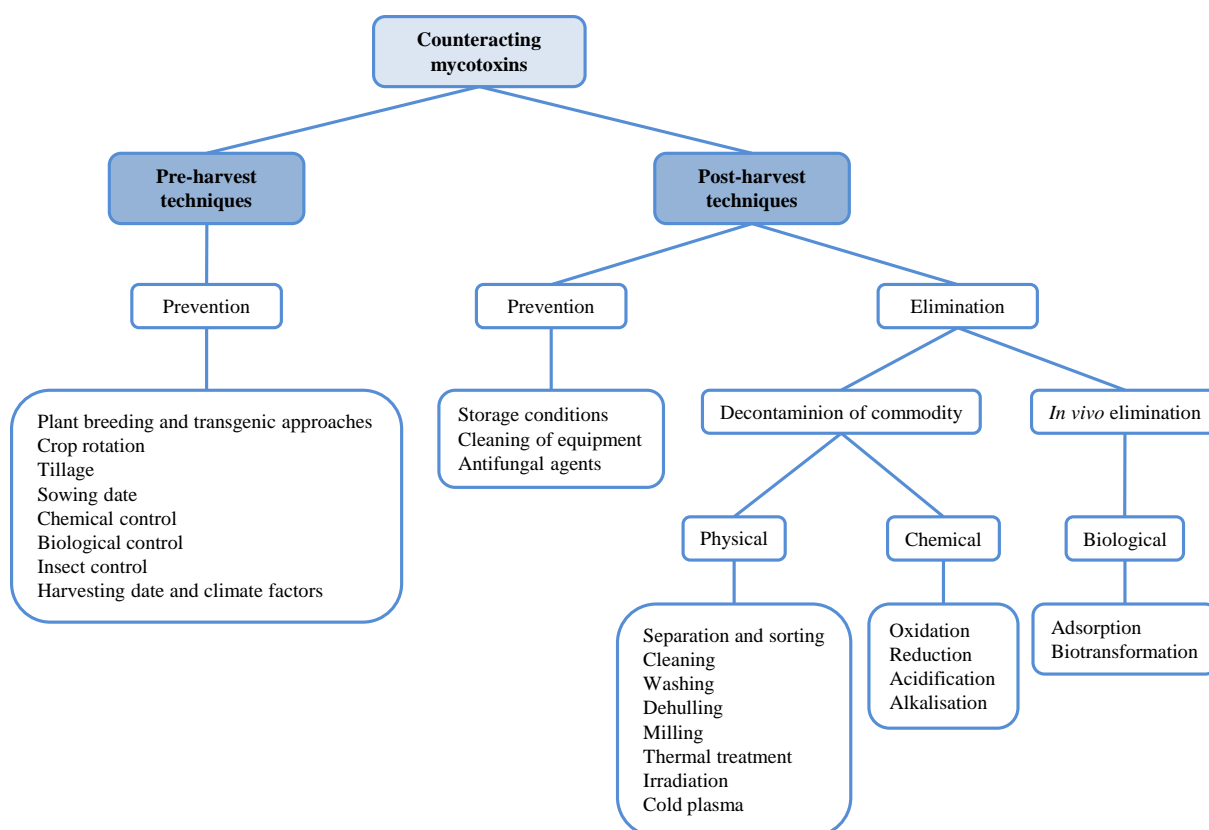 Counteracting
mycotoxins
Pre-harvest
techniques
Post-harvest
techniques
Prevention
Prevention
Elimination
Plant breeding and transgenic approaches
Crop rotation
Tillage
Sowing date
Chemical control
Biological control
Insect control
Harvesting date and climate factors
Storage conditions
Cleaning of equipment
Antifungal agents
Decontaminion of commodity
In vivo elimination
Physical
Chemical
Biological
Separation and sorting
Cleaning
Washing
Dehulling
Milling
Thermal treatment
Irradiation
Cold plasma
Oxidation
Reduction
Acidification
Alkalisation
Adsorption
Biotransformation